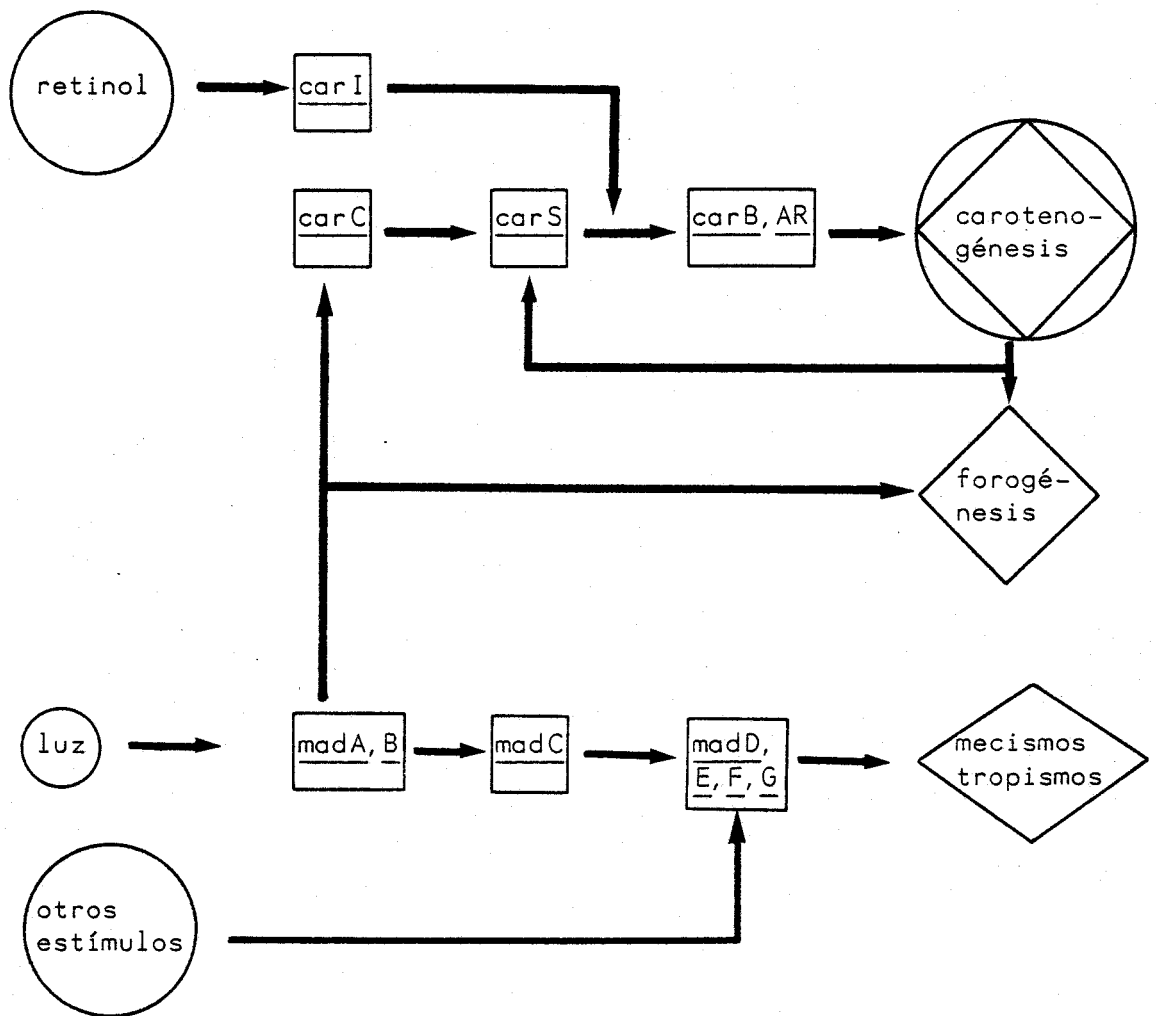 retinol
carI
carC
carS
carB, AR
caroteno-
génesis
forogé-
nesis
luz
madA, B
madC
madD,
E, F, G
mecismos
tropismos
otros
estímulos